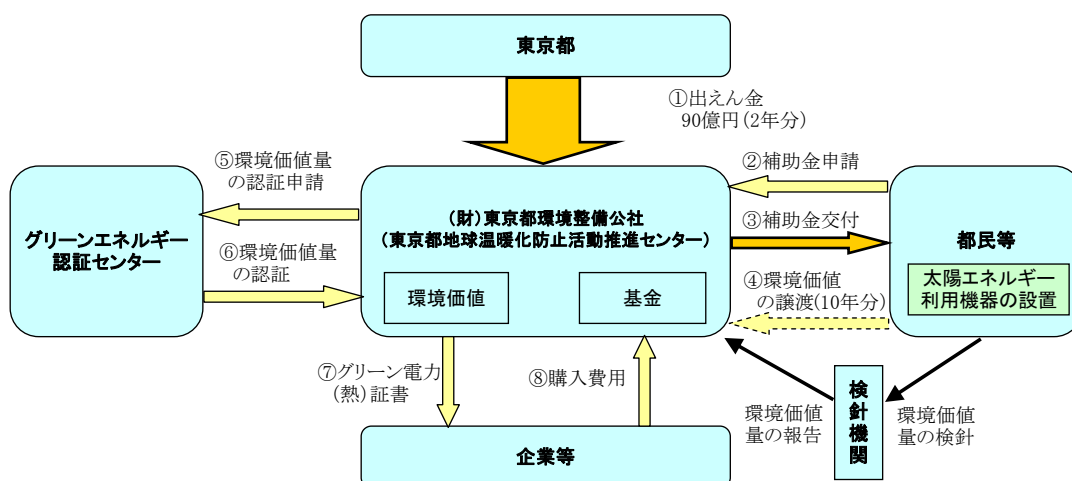 東京都
①出えん金
90億円(2年分)
⑤環境価値量
の認証申請
②補助金申請
(財)東京都環境整備公社
(東京都地球温暖化防止活動推進センター)
③補助金交付
グリーンエネルギー
認証センター
都民等
⑥環境価値量
の認証
環境価値
基金
④環境価値
の譲渡(10年分)
太陽エネルギー
利用機器の設置
⑦グリーン電力
(熱)証書
⑧購入費用
環境価値
量の報告
検針機関
環境価値
量の検針
企業等